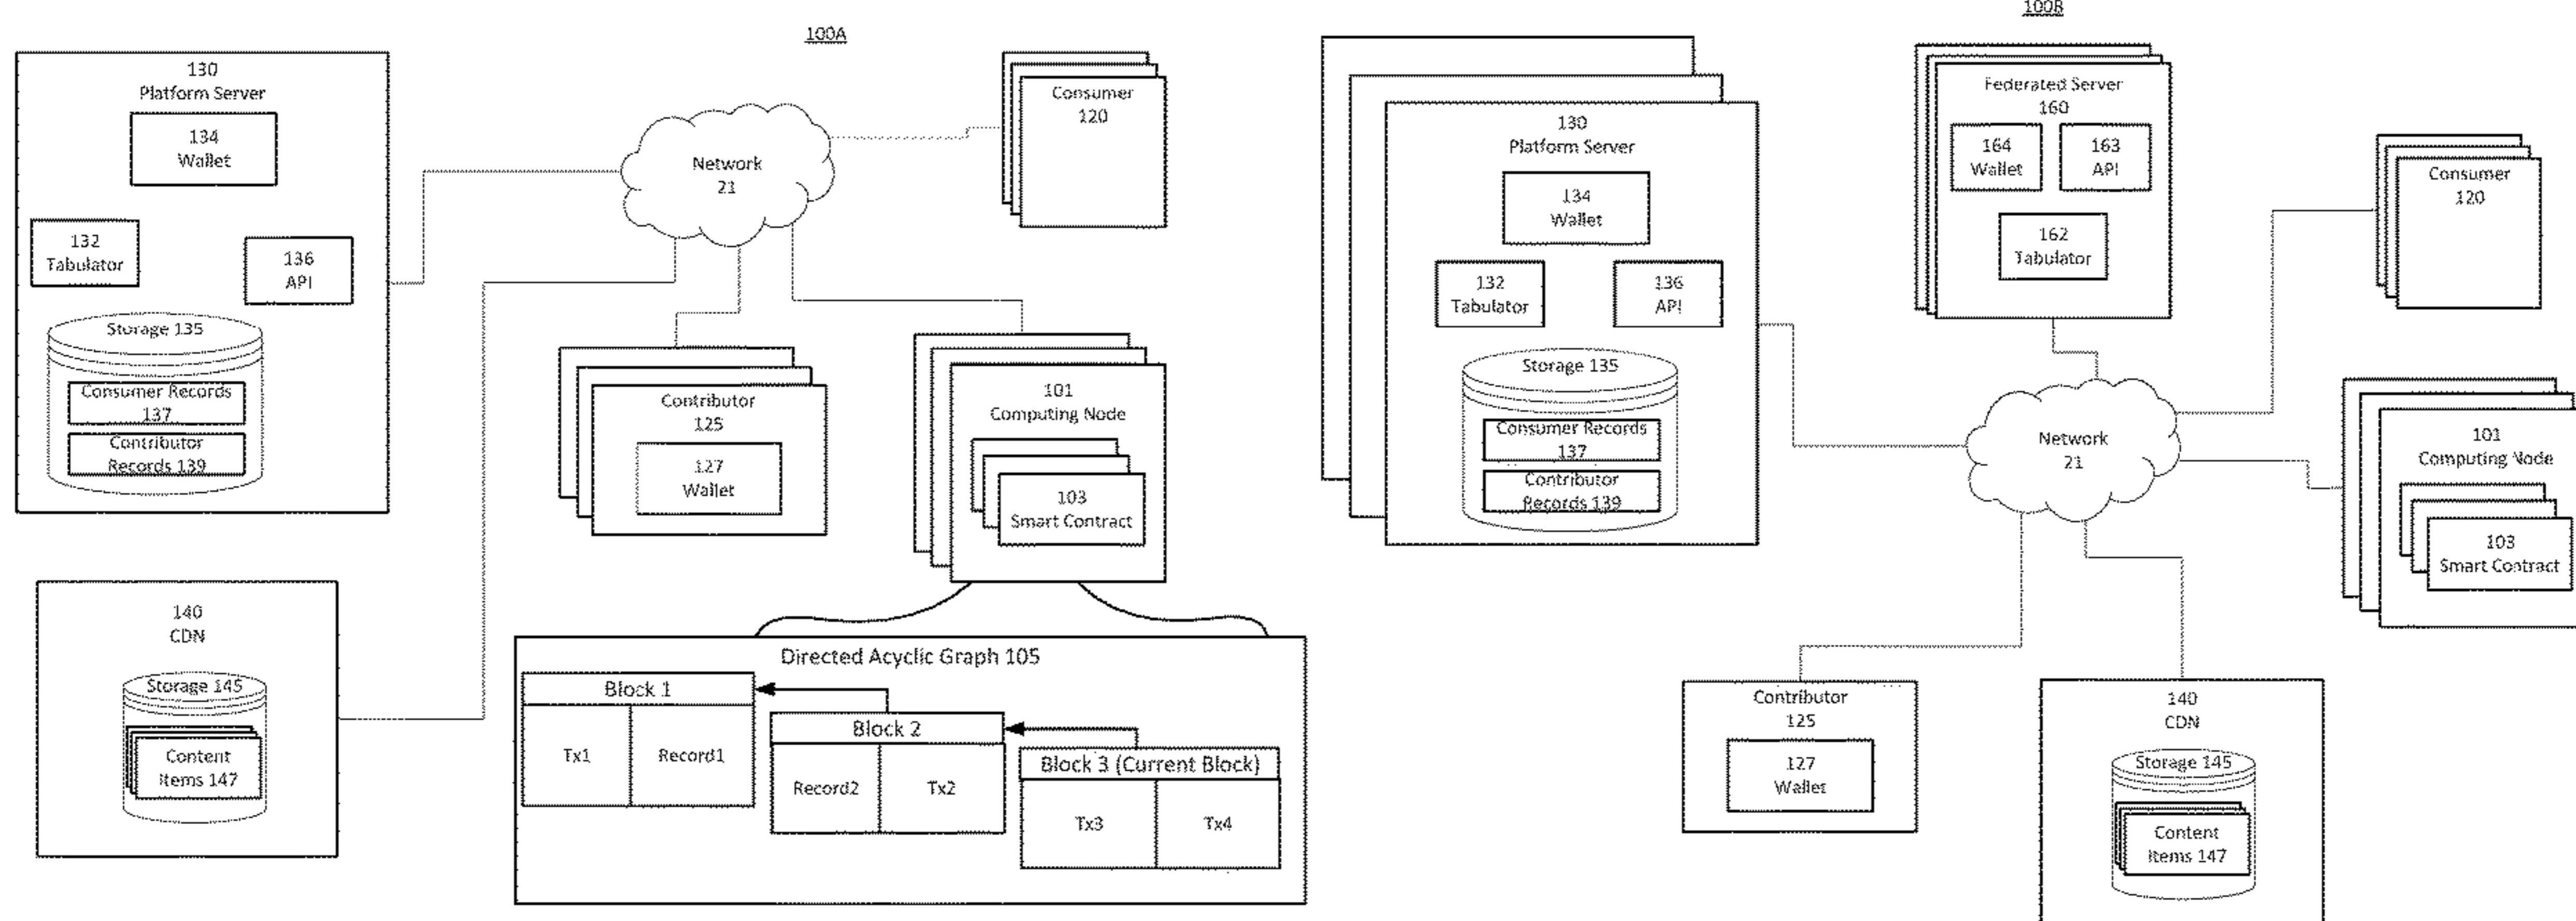 100A
130
Platform Server
134
Wallet
132
Tabulator
136
API
Storage 135
Consumer Records
137
Contributor
Records 139
Network
21
Consumer
120
Contributor
125
127
Wallet
101
Computing Node
103
Smart Contract
140
CDN
Storage 145
Content
Items 147
Directed Acyclic Graph 105
Block 1
Tx1
Record1
Block 2
Record2
Tx2
Block 3 (Current Block)
Tx3
Tx4
100B
130
Platform Server
134
Wallet
132
Tabulator
136
API
Storage 135
Consumer Records
137
Contributor
Records 139
Federated Server
160
164
Wallet
163
API
162
Tabulator
Consumer
120
Network
21
101
Computing Node
103
Smart Contract
Contributor
125
127
Wallet
140
CDN
Storage 145
Content
Items 147